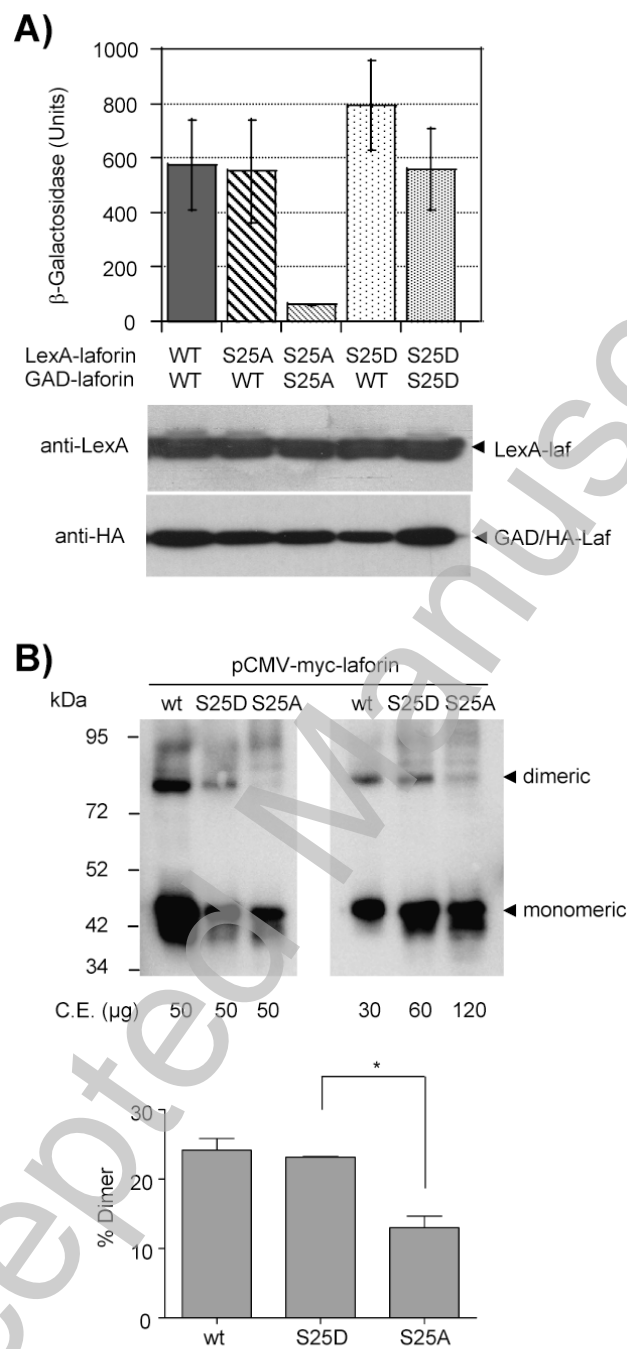 A)
1000
800
600
400
200
0
β-Galactosidase (Units)
LexA-laforin WT S25A S25A S25D S25D
GAD-laforin WT WT S25A WT S25D
anti-LexA LexA-laf
anti-HA GAD/HA-Laf
B)
pCMV-myc-laforin
kDa wt S25D S25A wt S25D S25A
95
dimeric
72
52
monomeric
42
34
C.E. (μg) 50 50 50 30 60 120
*
30
20
10
0
% Dimer
wt S25D S25A